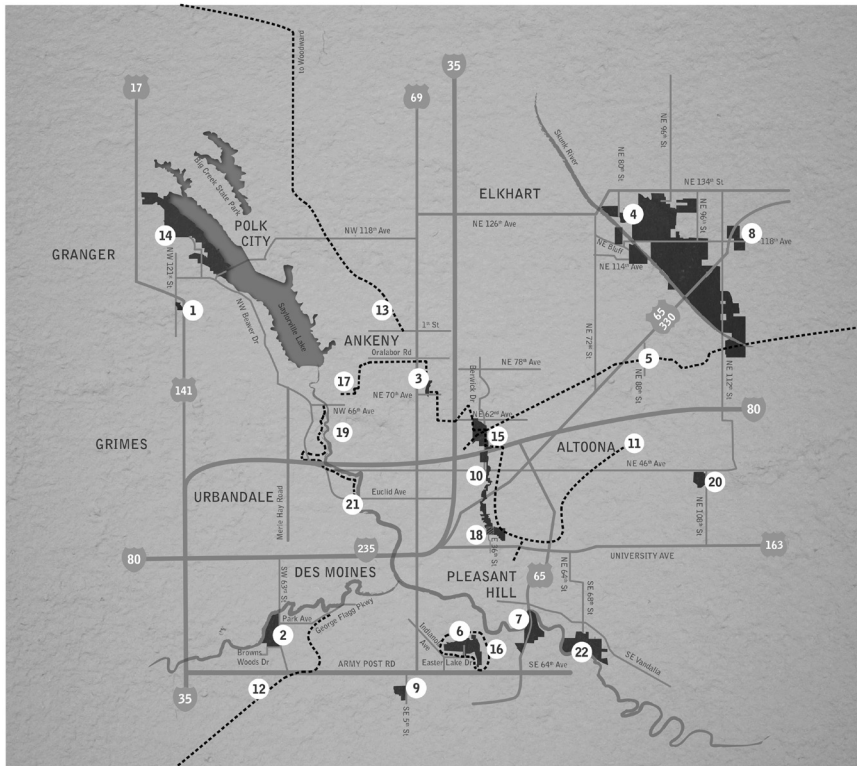 to Woodward
35
17
69
Skunk River
NE 80th St
NE 96th St
NE 134th St
Big Creek State Park
ELKHART
4
NE 96th St
POLK
CITY
NE 126th Ave
14
NW 118th Ave
NE Bluff
8
118th Ave
GRANGER
NW 121st St
NE 114th Ave
1
NW Beaver Dr
Saylorville Lake
13
65
330
1st St
ANKENY
Oralabor Rd
NE 72nd St
NE 78th Ave
5
17
3
Berwick Dr
NE 88th St
NE 112th St
141
NE 70th Ave
NW 66th Ave
NE 62nd Ave
80
19
15
GRIMES
ALTOONA
11
NE 46th Ave
10
20
URBANDALE
Merle Hay Road
Euclid Ave
21
NE 108th St
18
NE 56th St
80
235
UNIVERSITY AVE
163
DES MOINES
PLEASANT
HILL
65
NE 64th St
SW 63rd St
SE 68th St
George Flagg Pkwy
Park Ave
2
Indianola
Ave
6
7
16
22
Browns
Woods Dr
ARMY POST RD
Easter Lake Dr
SE 64th Ave
SE Vandalia
12
9
35
SE 5th St